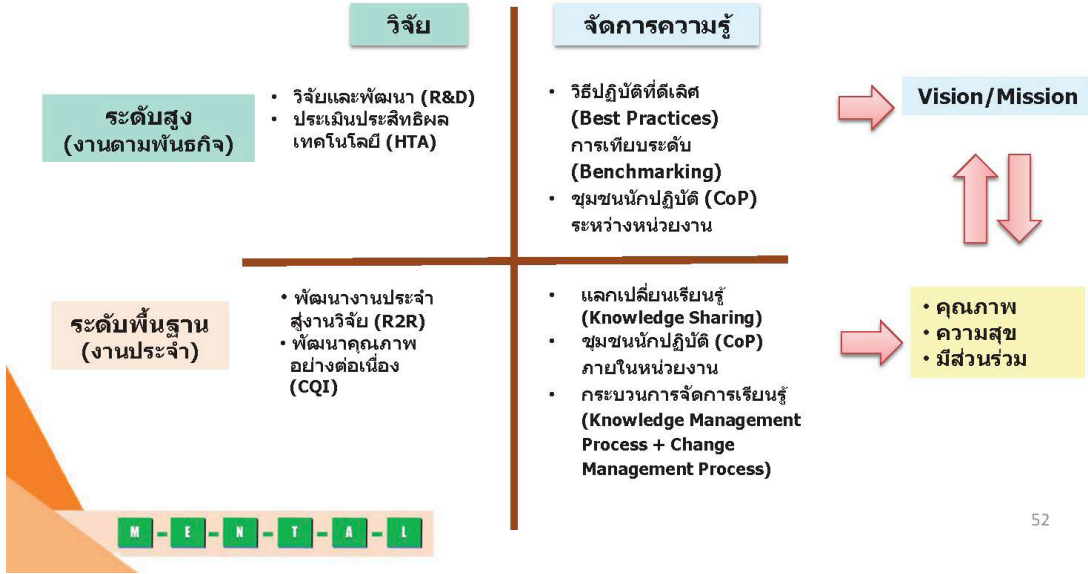 วิจัย
จัดการความรู้
ระดับสูง
(งานตามพันธกิจ)
• วิจัยและพัฒนา (R&D)
• ประเมินประสิทธิผล
เทคโนโลยี (HTA)
• วิธีปฏิบัติที่ดีเลิศ
(Best Practices)
การเทียบระดับ
(Benchmarking)
• ชุมชนนักปฏิบัติ (CoP)
ระหว่างหน่วยงาน
Vision/Mission
ระดับพื้นฐาน
(งานประจำ)
• พัฒนางานประจำ
สู่งานวิจัย (R2R)
• พัฒนาคุณภาพ
อย่างต่อเนื่อง
(CQI)
• แลกเปลี่ยนเรียนรู้
(Knowledge Sharing)
• ชุมชนนักปฏิบัติ (CoP)
ภายในหน่วยงาน
• กระบวนการจัดการเรียนรู้
(Knowledge Management
Process + Change
Management Process)
• คุณภาพ
• ความสุข
• มีส่วนร่วม
M-E-N-T-A-L
52